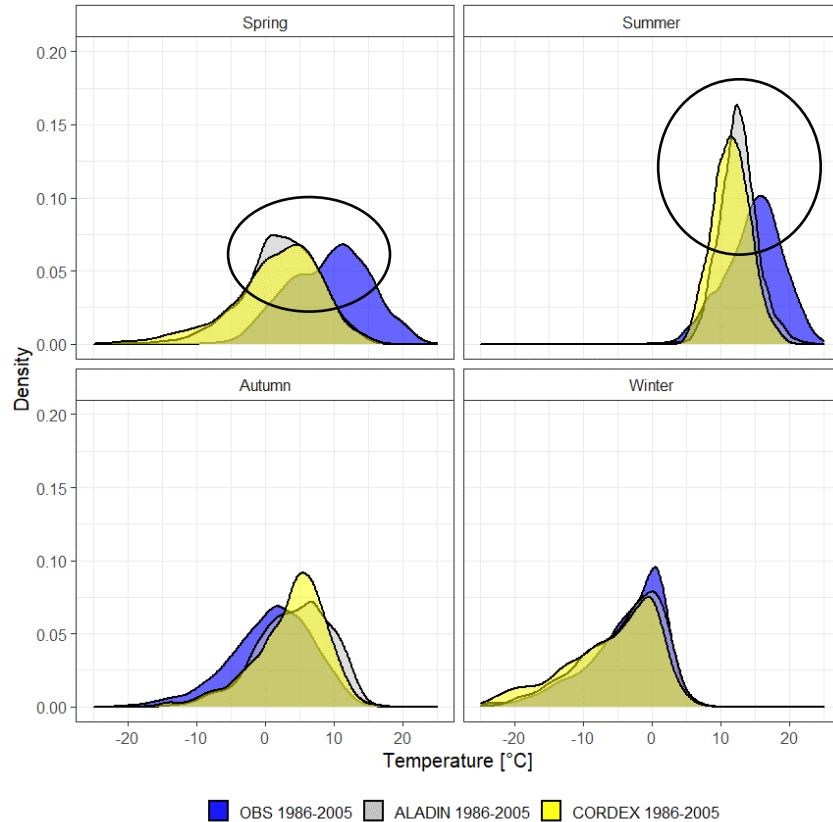 Spring
Summer
0.20
0.15
0.10
0.05
0.00
Density
Autumn
Winter
0.20
0.15
0.10
0.05
0.00
-20 -10 0 10 20 -20 -10 0 10 20
Temperature [°C]
OBS 1986-2005 ALADIN 1986-2005 CORDEX 1986-2005